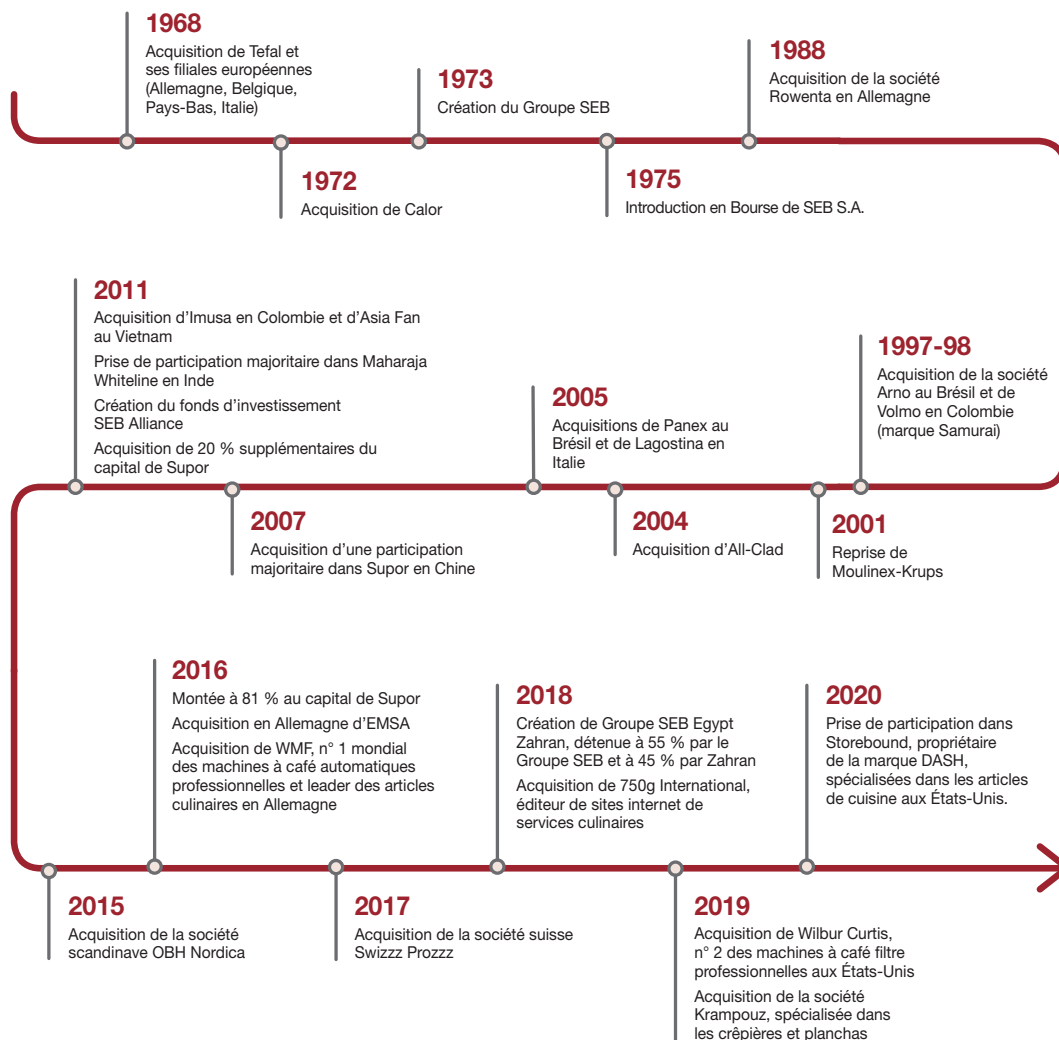 1968
Acquisition de Tefal et
ses filiales européennes
(Allemagne, Belgique,
Pays-Bas, Italie)
1972
Acquisition de Calor
1973
Création du Groupe SEB
1975
Introduction en Bourse de SEB S.A.
1988
Acquisition de la société
Rowenta en Allemagne
1997-98
Acquisition de la société
Arno au Brésil et de
Volmo en Colombie
(marque Samurai)
2001
Reprise de
Moulinex-Krups
2004
Acquisition d’All-Clad
2005
Acquisitions de Panex au
Brésil et de Lagostina en
Italie
2007
Acquisition d’une participation
majoritaire dans Supor en Chine
2011
Acquisition d’Imusa en Colombie et d’Asia Fan
au Vietnam
Prise de participation majoritaire dans Maharaja
Whiteline en Inde
Création du fonds d’investissement
SEB Alliance
Acquisition de 20 % supplémentaires du
capital de Supor
2015
Acquisition de la société
scandinave OBH Nordica
2016
Montée à 81 % au capital de Supor
Acquisition en Allemagne d’EMSA
Acquisition de WMF, n° 1 mondial
des machines à café automatiques
professionnelles et leader des articles
culinaires en Allemagne
2017
Acquisition de la société suisse
Swizzz Prozzz
2018
Création de Groupe SEB Egypt
Zahran, détenue à 55 % par le
Groupe SEB et à 45 % par Zahran
Acquisition de 750g International,
éditeur de sites internet de
services culinaires
2019
Acquisition de Wilbur Curtis,
n° 2 des machines à café filtre
professionnelles aux États-Unis
Acquisition de la société
Krampouz, spécialisée dans
les crêpières et planchas
2020
Prise de participation dans
Storebound, propriétaire
de la marque DASH,
spécialisées dans les articles
de cuisine aux États-Unis.